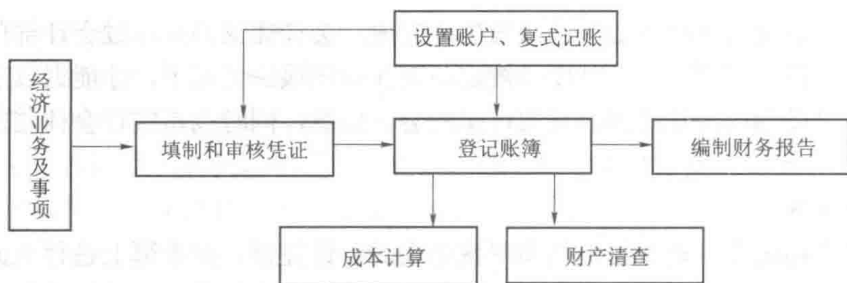 设置账户、复式记账
经济业务及事项
填制和审核凭证
登记账簿
编制财务报告
成本计算
财产清查